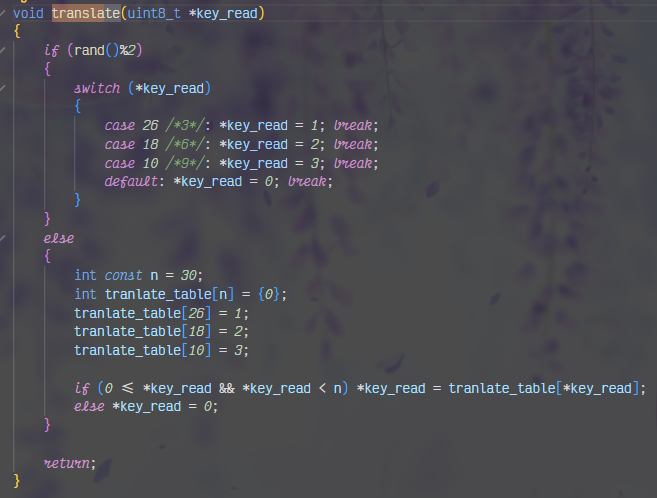 void translate(uint8_t *key_read)
{
    if (rand()%2)
    {
        switch (*key_read)
        {
            case 26 /*3*/: *key_read = 1; break;
            case 18 /*6*/: *key_read = 2; break;
            case 10 /*9*/: *key_read = 3; break;
            default: *key_read = 0; break;
        }
    }
    else
    {
        int const n = 30;
        int tranlate_table[n] = {0};
        tranlate_table[26] = 1;
        tranlate_table[18] = 2;
        tranlate_table[10] = 3;

        if (0 ≤ *key_read && *key_read < n) *key_read = tranlate_table[*key_read];
        else *key_read = 0;
    }

    return;
}